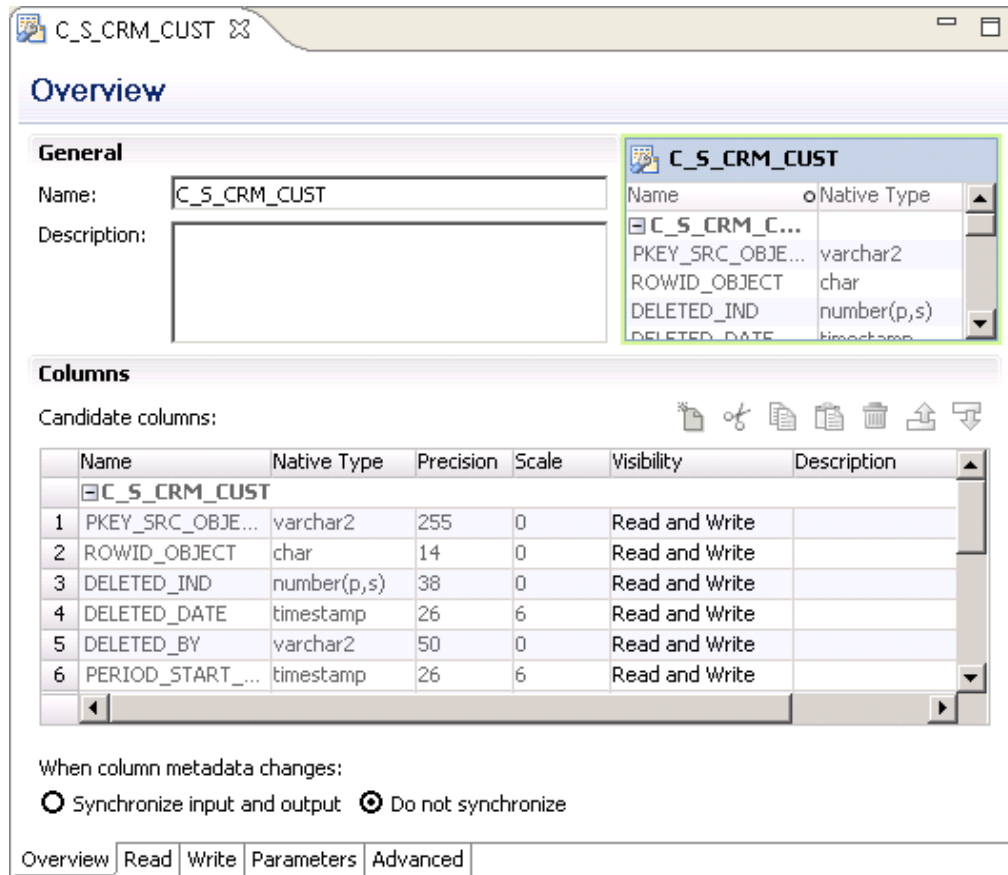 C_S_CRM_CUST
Overview
General
Name: C_S_CRM_CUST
Description:
C_S_CRM_CUST
Name Native Type
C_S_CRM_C...
PKEY_SRC_OBJE... varchar2
ROWID_OBJECT char
DELETED_IND number(p,s)
DELETED_DATE timestamp
Columns
Candidate columns:
Name Native Type Precision Scale Visibility Description
C_S_CRM_CUST
1 PKEY_SRC_OBJE... varchar2 255 0 Read and Write
2 ROWID_OBJECT char 14 0 Read and Write
3 DELETED_IND number(p,s) 38 0 Read and Write
4 DELETED_DATE timestamp 26 6 Read and Write
5 DELETED_BY varchar2 50 0 Read and Write
6 PERIOD_START_... timestamp 26 6 Read and Write
When column metadata changes:
Synchronize input and output Do not synchronize
Overview Read Write Parameters Advanced